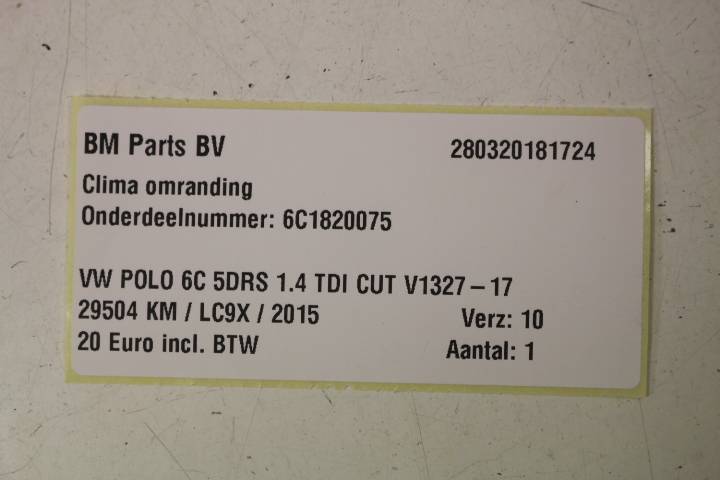 BM Parts BV 280320181724
Clima omranding
Onderdeelnummer: 6C1820075
VW POLO 6C 5DRS 1.4 TDI CUT V1327-17
29504 KM / LC9X / 2015 Verz: 10
20 Euro incl. BTW Aantal: 1